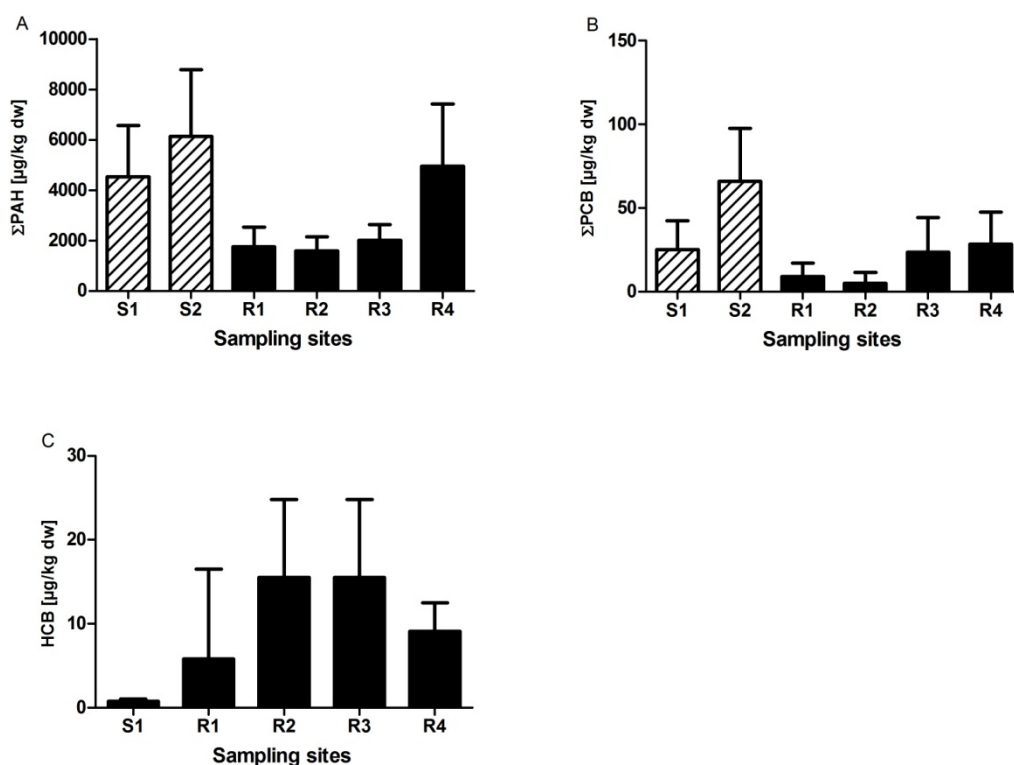 A
ΣPAH [µg/kg dw]
10000
8000
6000
4000
2000
0
S1 S2 R1 R2 R3 R4
Sampling sites
B
ΣPCB [µg/kg dw]
150
100
50
0
S1 S2 R1 R2 R3 R4
Sampling sites
C
HCB [µg/kg dw]
30
20
10
0
S1 R1 R2 R3 R4
Sampling sites